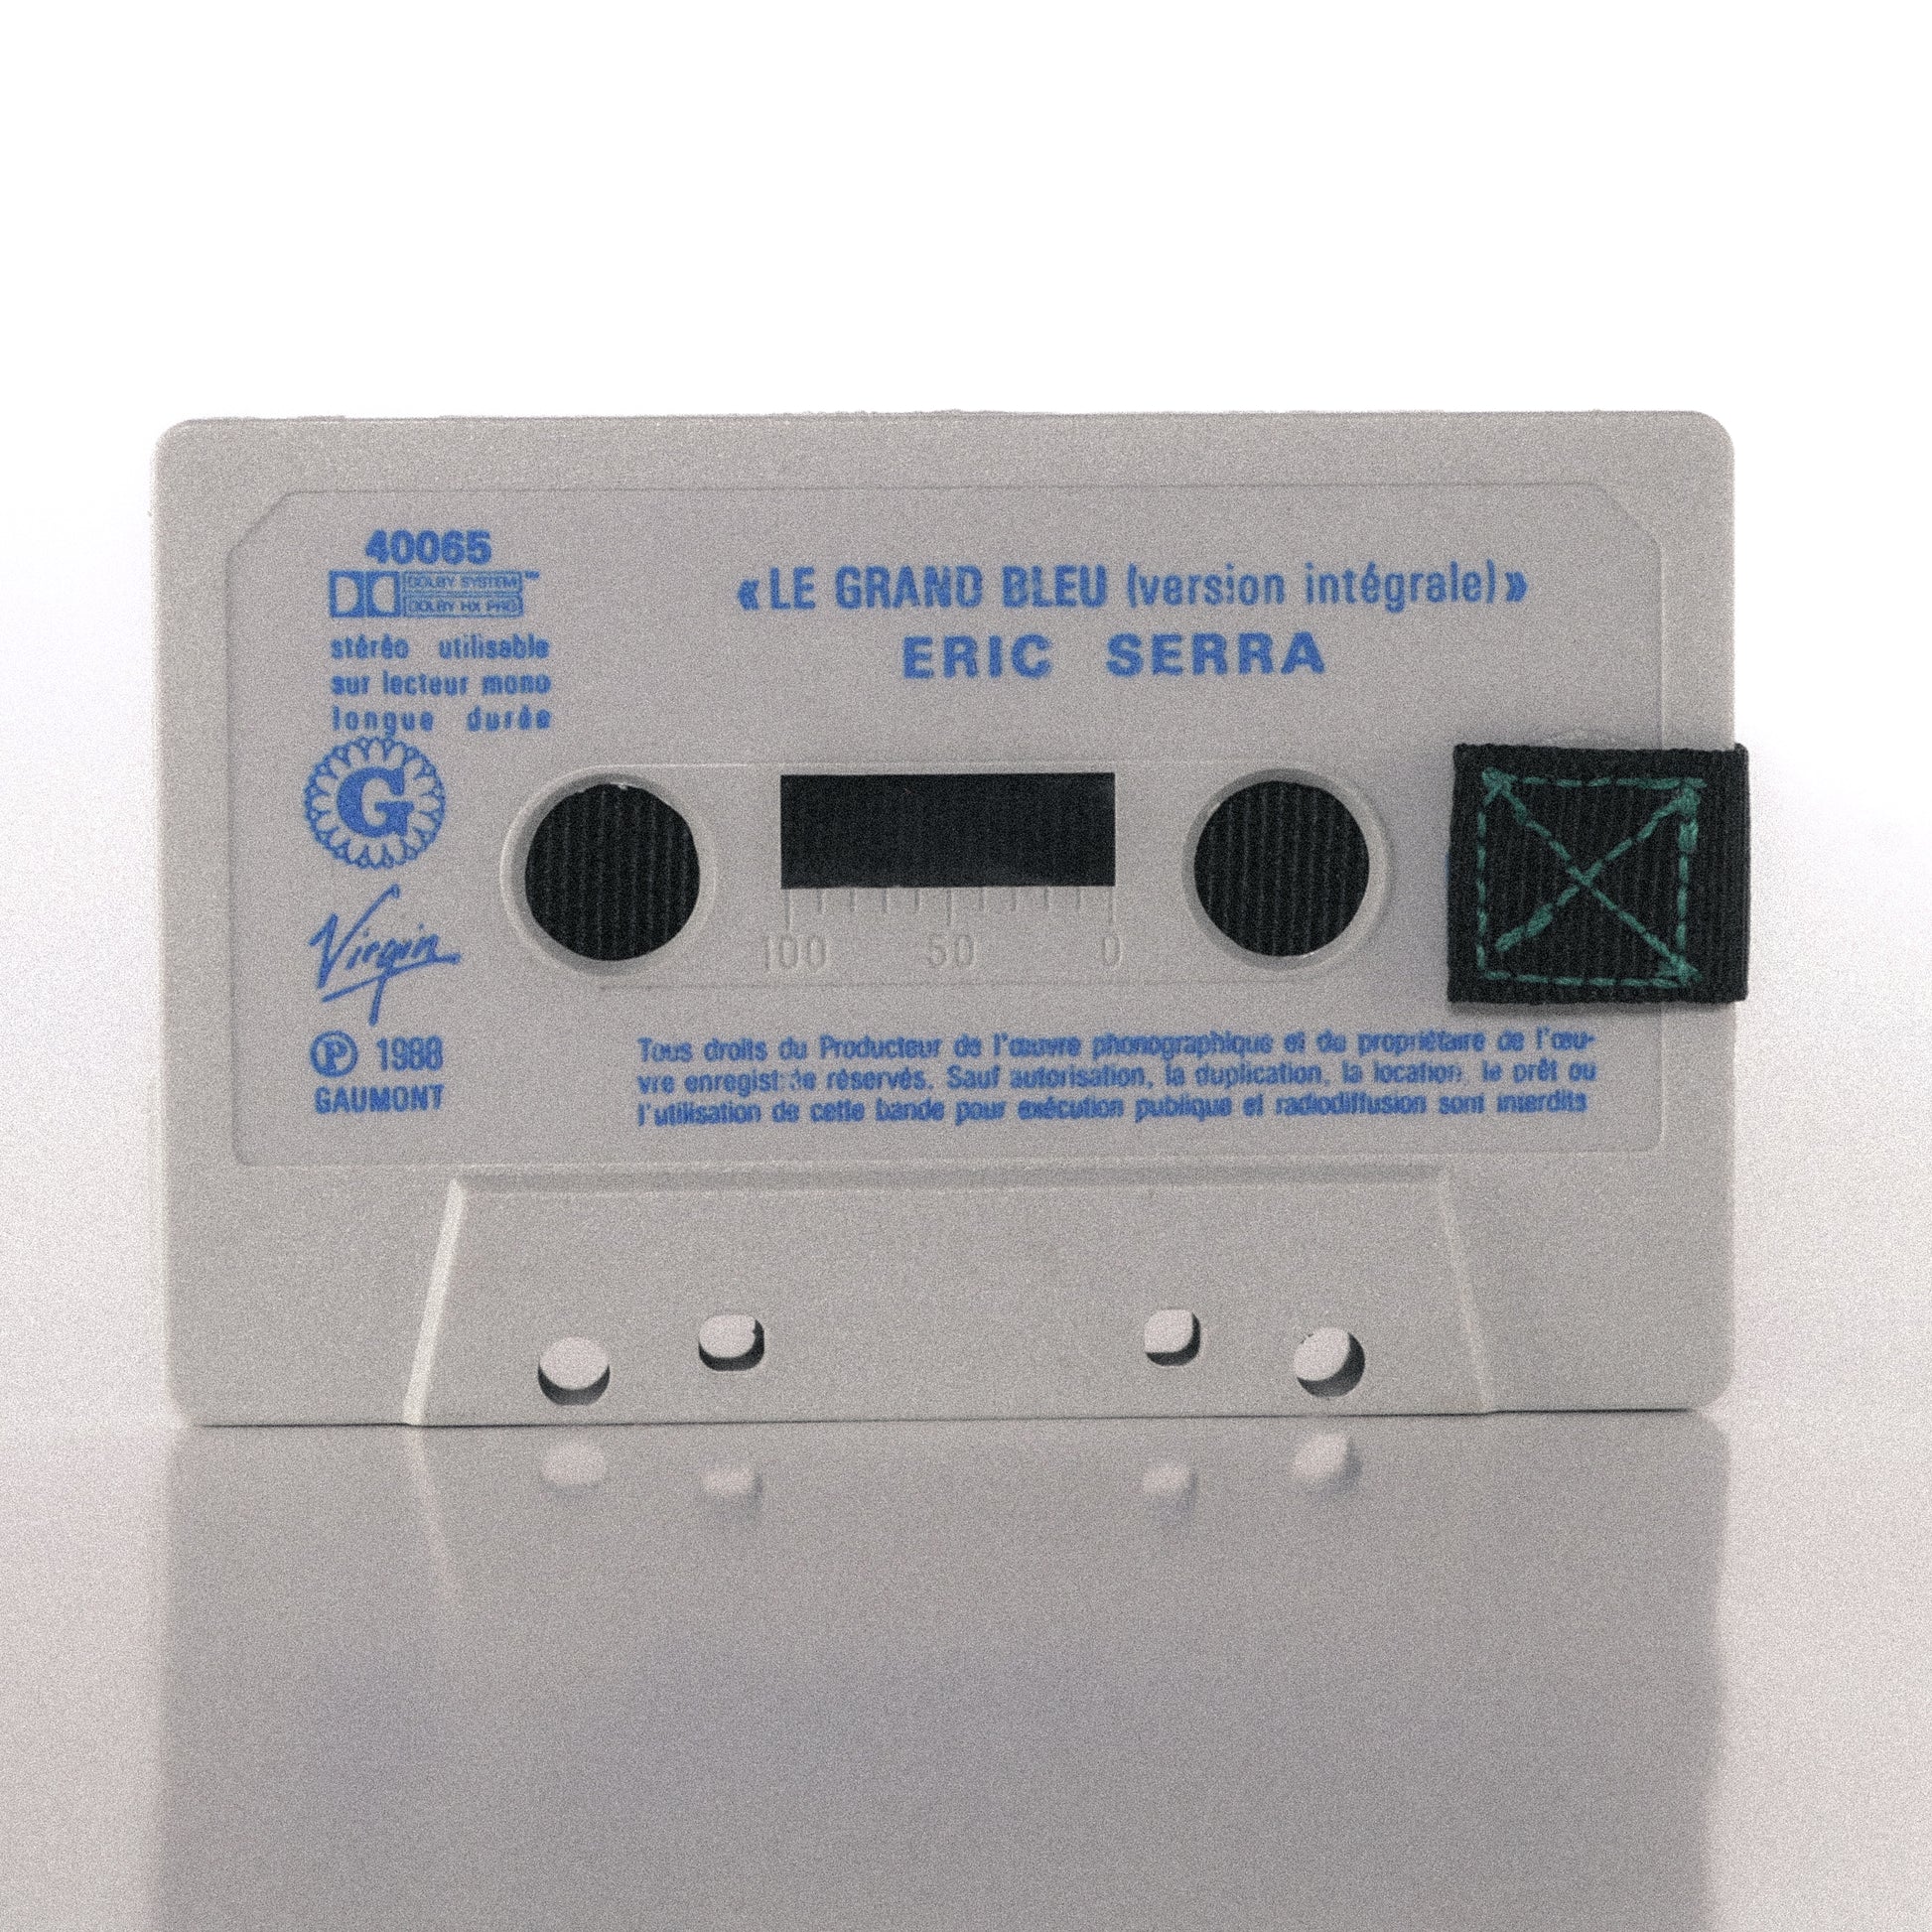 40065
DOLBY SYSTEM
DOLBY HX PRO
TM
«LE GRAND BLEU (version intégrale)»
ERIC SERRA
stéréo utilisable
sur lecteur mono
longue durée
G
Virgin
℗ 1988
GAUMONT
100 50 0
Tous droits du Producteur de l'œuvre phonographique et du propriétaire de l'œu-
vre enregistrée réservés. Sauf autorisation, la duplication, la location, le prêt ou
l'utilisation de cette bande pour exécution publique et radiodiffusion sont interdits